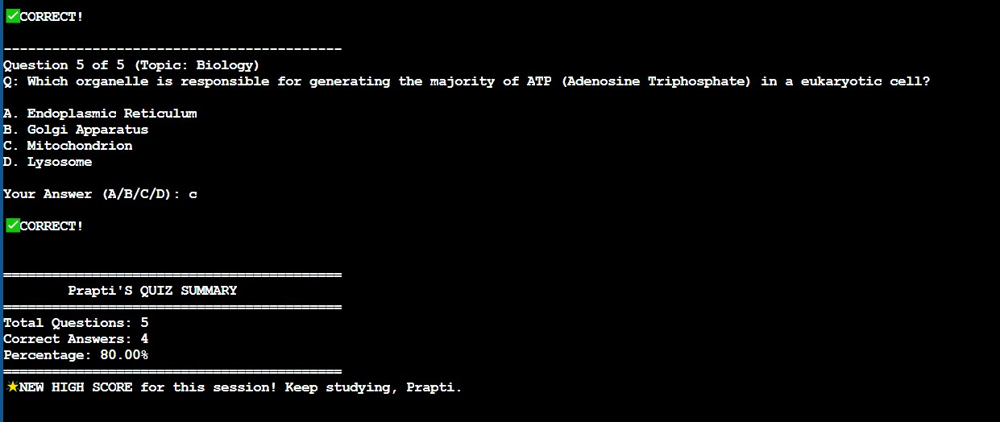 ✅CORRECT!
------------------------------------------
Question 5 of 5 (Topic: Biology)
Q: Which organelle is responsible for generating the majority of ATP (Adenosine Triphosphate) in a eukaryotic cell?
A. Endoplasmic Reticulum
B. Golgi Apparatus
C. Mitochondrion
D. Lysosome
Your Answer (A/B/C/D): c
✅CORRECT!
==========================================
Prapti'S QUIZ SUMMARY
==========================================
Total Questions: 5
Correct Answers: 4
Percentage: 80.00%
==========================================
⭐NEW HIGH SCORE for this session! Keep studying, Prapti.